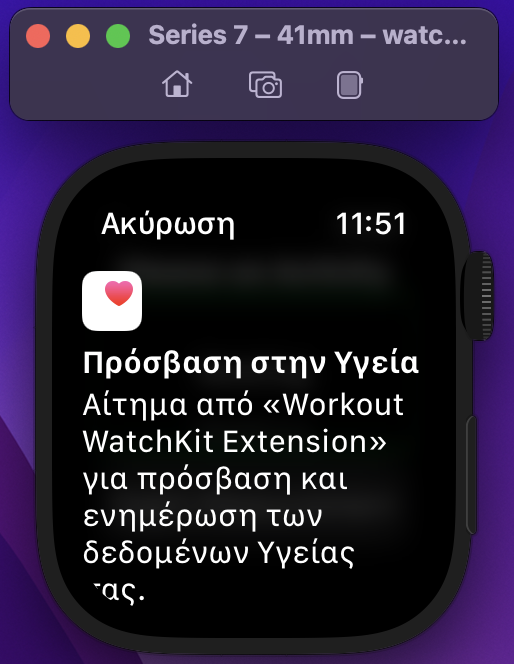 Series 7 – 41mm – watc...
Ακύρωση 11:51
Πρόσβαση στην Υγεία
Αίτημα από «Workout
WatchKit Extension»
για πρόσβαση και
ενημέρωση των
δεδομένων Υγείας